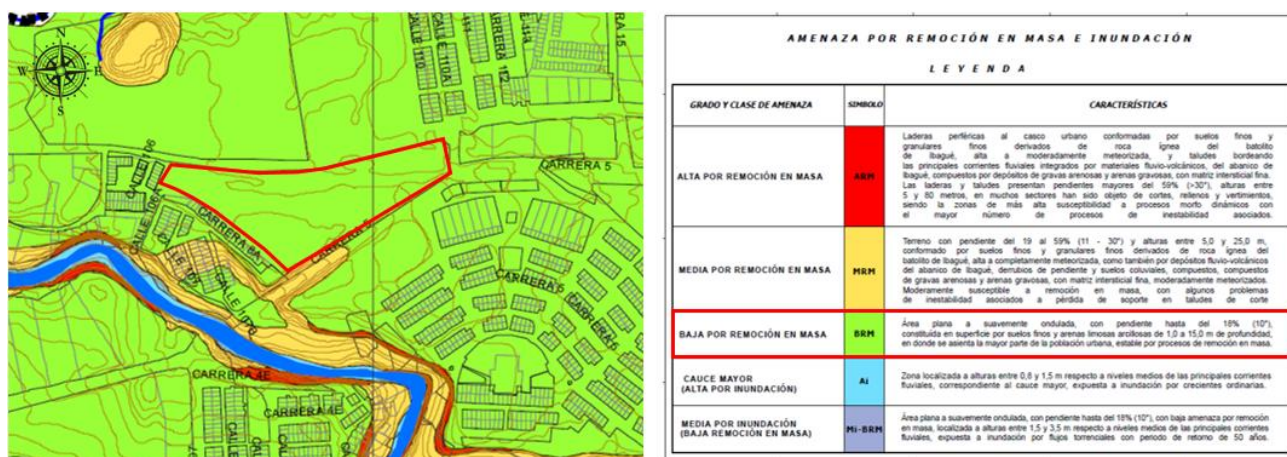 N
W
E
S
CALLE 110
CALLE 110A
CARRERA 112
CARRERA 5
CARRERA 8A
CARRERA 5
CARRERA 6
CARRERA 4E
CARRERA 4E
AMENAZA POR REMOCIÓN EN MASA E INUNDACIÓN
LEYENDA
GRADO Y CLASE DE AMENAZA SIMBOLO CARACTERÍSTICAS
ALTA POR REMOCIÓN EN MASA
ARM
Laderas periféricas al casco urbano conformadas por suelos finos y
granulares finos derivados de roca ígnea del batolito
de Ibagué, alta a moderadamente meteorizada, y taludes bordeando
las principales corrientes fluviales integrados por materiales fluvio-volcánicos, del abanico de
Ibagué, compuestos por depósitos de gravas arenosas y arenas gravosas, con matriz intersticial fina.
Las laderas y taludes presentan pendientes mayores del 59% (>30°), alturas entre
5 y 80 metros, en muchos sectores han sido objeto de cortes, rellenos y vertimientos,
siendo la zonas de más alta susceptibilidad a procesos morfo dinámicos con
el mayor número de procesos de inestabilidad asociados.
MEDIA POR REMOCIÓN EN MASA
MRM
Terreno con pendiente del 19 al 59% (11 - 30°) y alturas entre 5,0 y 25,0 m,
conformado por suelos finos y granulares finos derivados de roca ígnea del
batolito de Ibagué, alta a completamente meteorizada, como también por depósitos fluvio-volcánicos
del abanico de Ibagué, derrubios de pendiente y suelos coluviales, compuestos, compuestos
de gravas arenosas y arenas gravosas, con matriz intersticial fina, moderadamente meteorizados.
Moderamente susceptible a remoción en masa, con algunos problemas
de inestabilidad asociados a pérdida de soporte en taludes de corte
BAJA POR REMOCIÓN EN MASA
BRM
Área plana a suavemente ondulada, con pendiente hasta del 18% (10°),
constituída en superficie por suelos finos y arenas limosas arcillosas de 1,0 a 15,0 m de profundidad,
en donde se asienta la mayor parte de la población urbana, estable por procesos de remoción en masa.
CAUCE MAYOR
(ALTA POR INUNDACIÓN)
Ai
Zona localizada a alturas entre 0,8 y 1,5 m respecto a niveles medios de las principales corrientes
fluviales, correspondiente al cauce mayor, expuesta a inundación por crecientes ordinarias.
MEDIA POR INUNDACIÓN
(BAJA REMOCIÓN EN MASA)
Mi-BRM
Área plana a suavemente ondulada, con pendiente hasta del 18% (10°), con baja amenaza por remoción
en masa, localizada a alturas entre 1,5 y 3,5 m respecto a niveles medios de las principales corrientes
fluviales, expuesta a inundación por flujos torrenciales con periodo de retorno de 50 años.